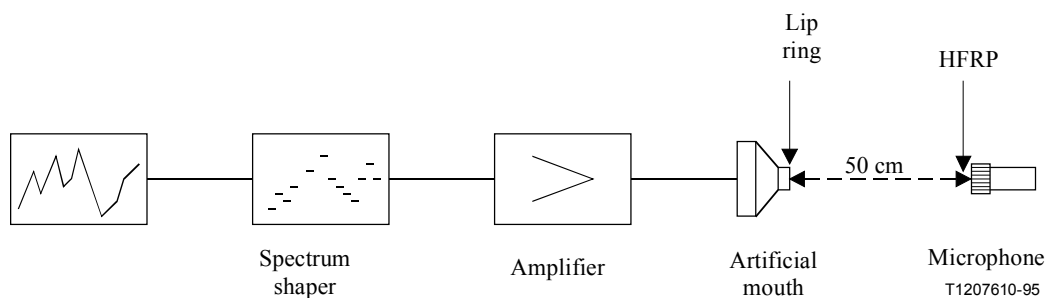 Lip
ring
HFRP
50 cm
Spectrum
shaper
Amplifier
Artificial
mouth
Microphone
T1207610-95